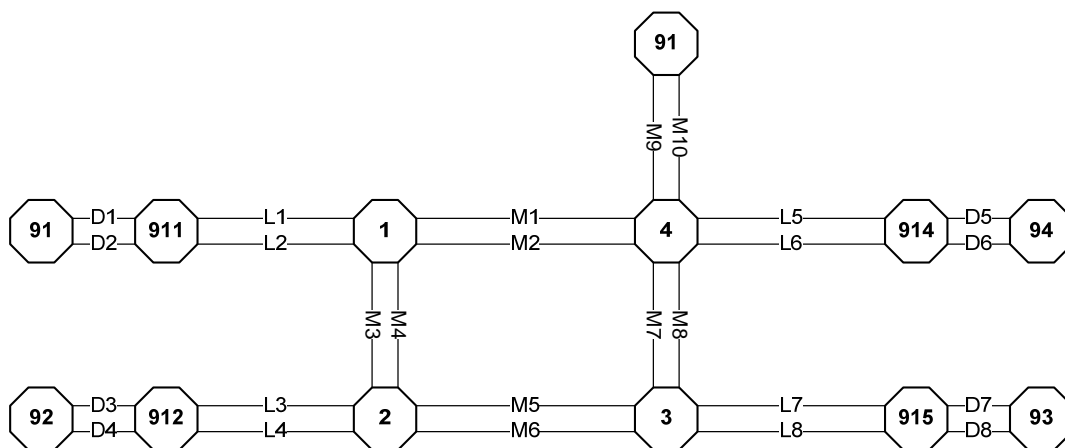 91
M9 M10
D1 L1 M1 L5 D5
91 911 1 4 914 94
D2 L2 M2 L6 D6
M3 M4 M7 M8
D3 L3 M5 L7 D7
92 912 2 3 915 93
D4 L4 M6 L8 D8